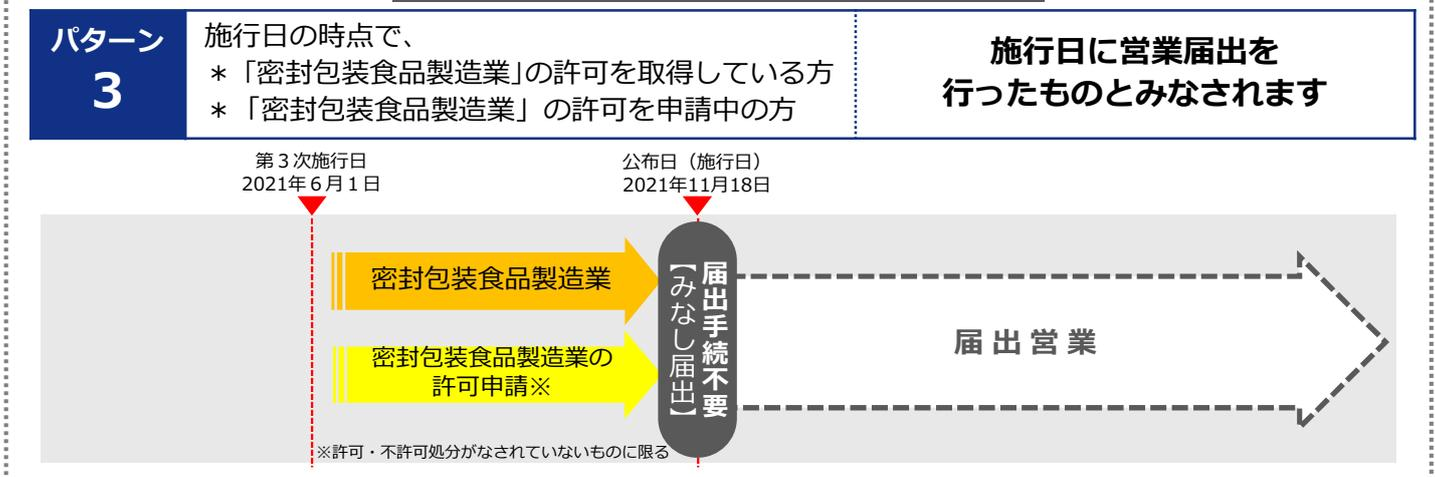 パターン
3
施行日の時点で、
＊「密封包装食品製造業」の許可を取得している方
＊「密封包装食品製造業」の許可を申請中の方
施行日に営業届出を
行ったものとみなされます
第３次施行日
2021年６月１日
公布日（施行日）
2021年11月18日
密封包装食品製造業
密封包装食品製造業の
許可申請※
届出手続不要
【みなし届出】
届出営業
※許可・不許可処分がなされていないものに限る